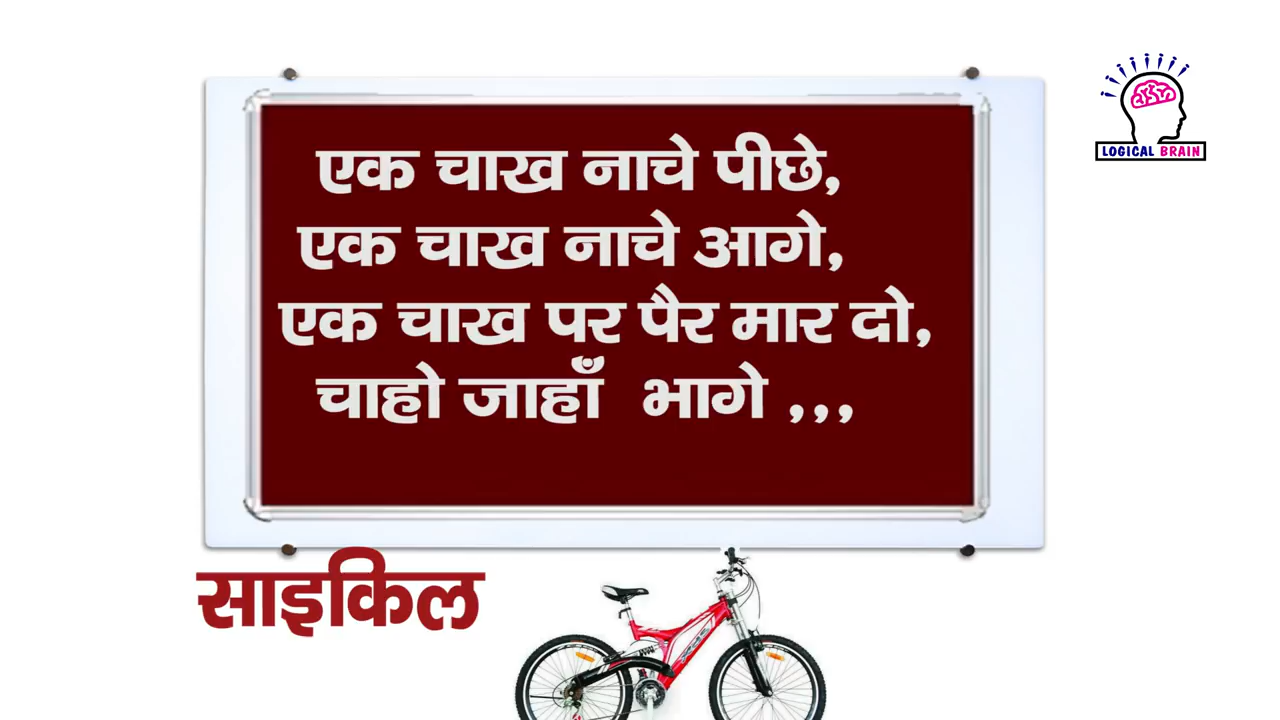 LOGICAL BRAIN
एक चाख नाचे पीछे,
एक चाख नाचे आगे,
एक चाख पर पैर मार दो,
चाहो जाहाँ भागे ,,,
साइकिल